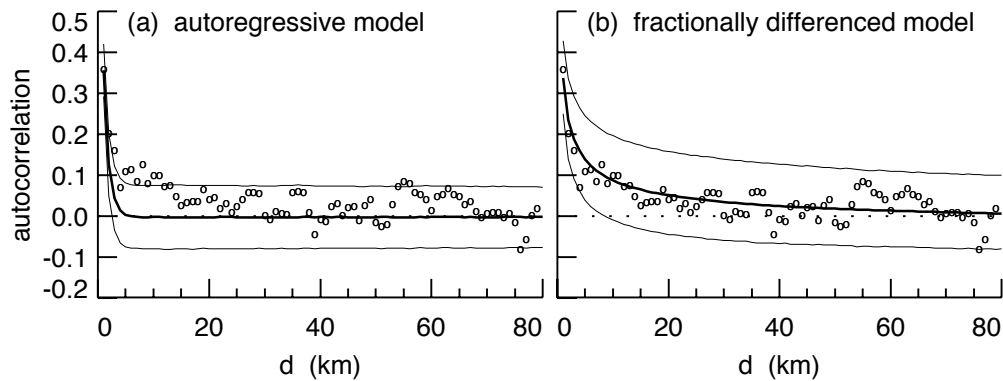 (a) autoregressive model
(b) fractionally differenced model
autocorrelation
0.5
0.4
0.3
0.2
0.1
0.0
-0.1
-0.2
0 20 40 60 80
0 20 40 60 80
d (km)
d (km)